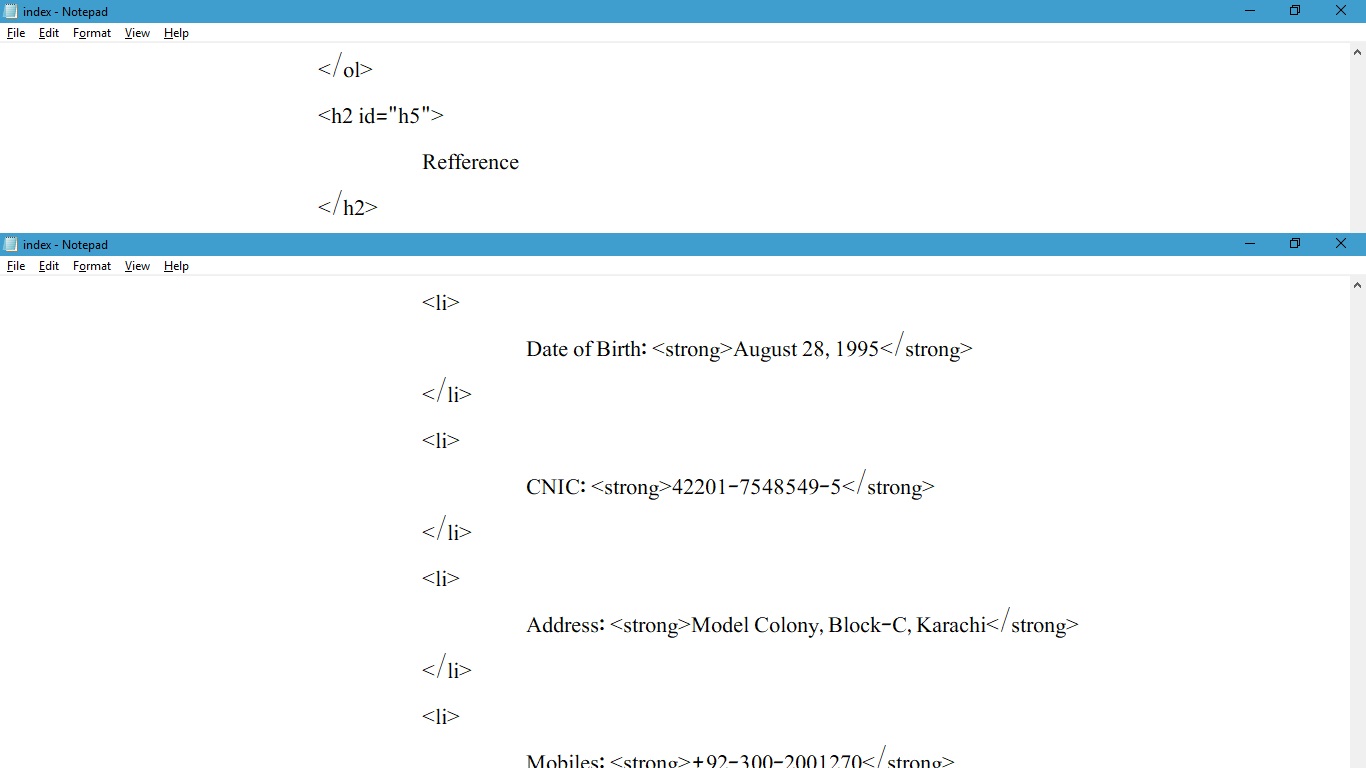 index - Notepad
File Edit Format View Help
</ol>
<h2 id="h5">
Refference
</h2>
index - Notepad
File Edit Format View Help
<li>
Date of Birth: <strong>August 28, 1995</strong>
</li>
<li>
CNIC: <strong>42201-7548549-5</strong>
</li>
<li>
Address: <strong>Model Colony, Block-C, Karachi</strong>
</li>
<li>
Mobiles: <strong>+92-300-2001270</strong>